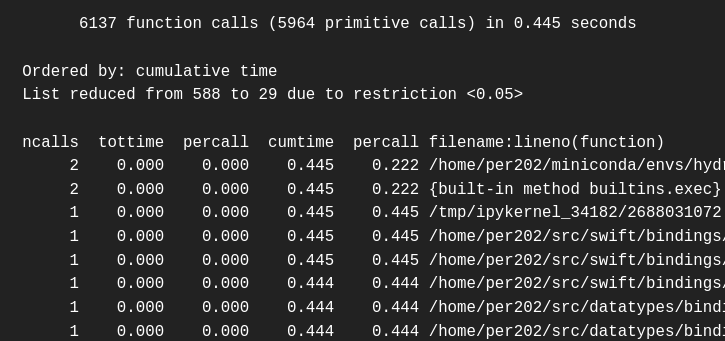 6137 function calls (5964 primitive calls) in 0.445 seconds
Ordered by: cumulative time
List reduced from 588 to 29 due to restriction <0.05>
ncalls  tottime  percall  cumtime  percall filename:lineno(function)
2    0.000    0.000    0.445    0.222 /home/per202/miniconda/envs/hydr
2    0.000    0.000    0.445    0.222 {built-in method builtins.exec}
1    0.000    0.000    0.445    0.445 /tmp/ipykernel_34182/2688031072
1    0.000    0.000    0.445    0.445 /home/per202/src/swift/bindings/
1    0.000    0.000    0.445    0.445 /home/per202/src/swift/bindings/
1    0.000    0.000    0.444    0.444 /home/per202/src/swift/bindings/
1    0.000    0.000    0.444    0.444 /home/per202/src/datatypes/bindi
1    0.000    0.000    0.444    0.444 /home/per202/src/datatypes/bindi